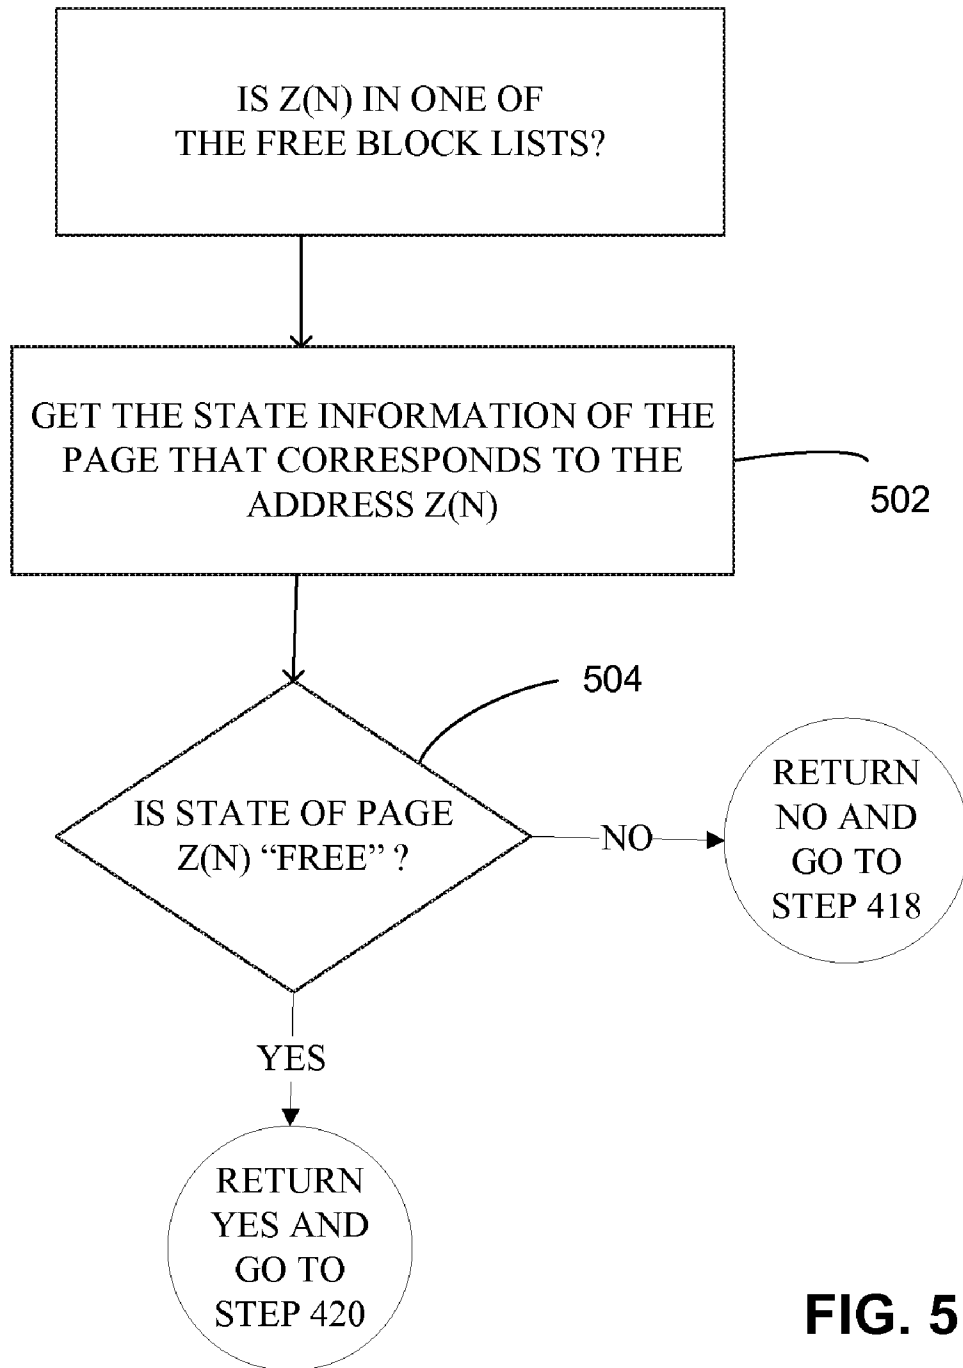 IS Z(N) IN ONE OF
THE FREE BLOCK LISTS?
GET THE STATE INFORMATION OF THE
PAGE THAT CORRESPONDS TO THE
ADDRESS Z(N)
502
504
IS STATE OF PAGE
Z(N) “FREE” ?
NO
RETURN
NO AND
GO TO
STEP 418
YES
RETURN
YES AND
GO TO
STEP 420
FIG. 5